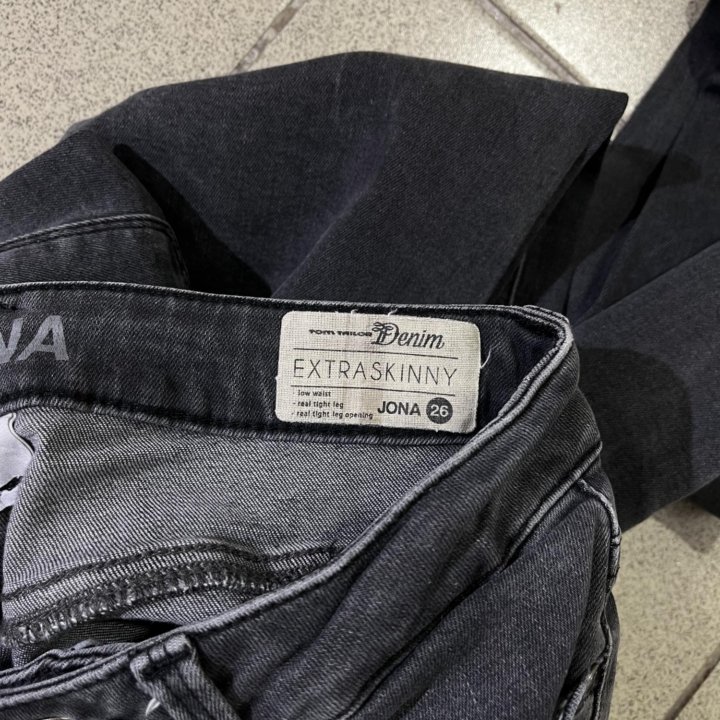 NA
TOM TAILOR Denim
EXTRASKINNY
· low waist
· real tight leg
· real tight leg opening
JONA 26